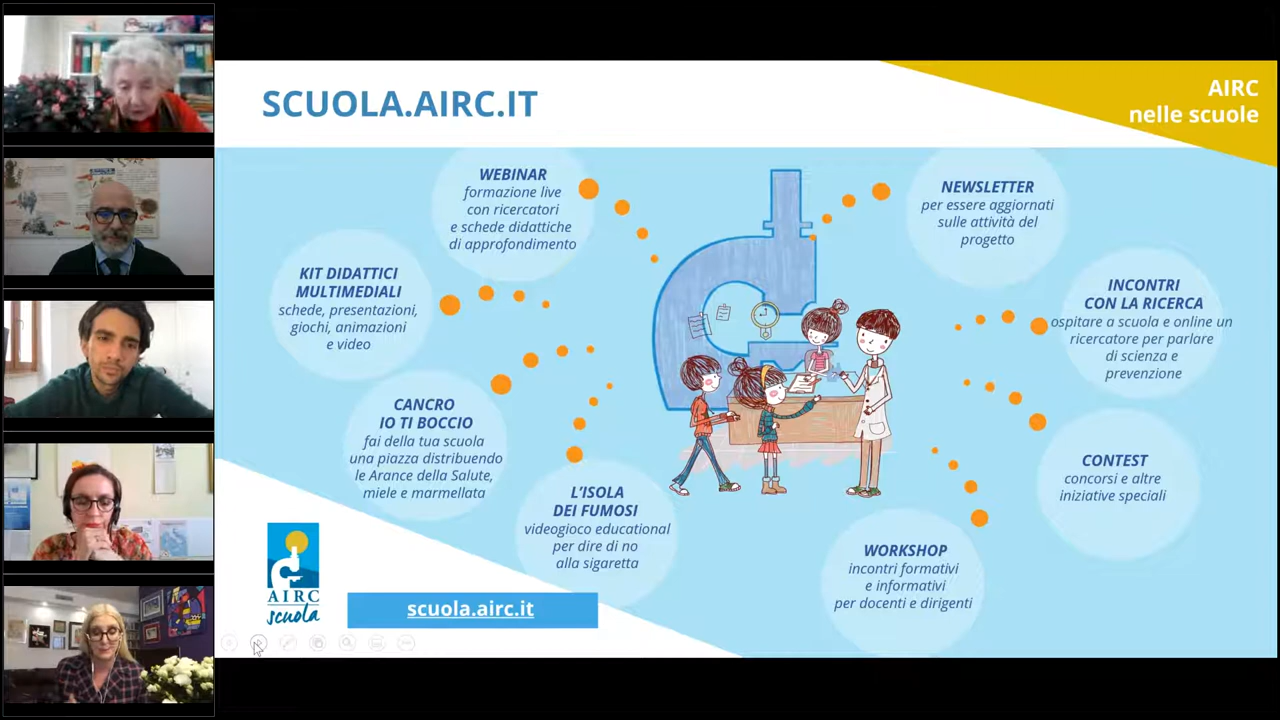 SCUOLA.AIRC.IT
AIRC
nelle scuole
WEBINAR
formazione live
con ricercatori
e schede didattiche
di approfondimento
NEWSLETTER
per essere aggiornati
sulle attività del
progetto
KIT DIDATTICI
MULTIMEDIALI
schede, presentazioni,
giochi, animazioni
e video
INCONTRI
CON LA RICERCA
ospitare a scuola e online un
ricercatore per parlare
di scienza e
prevenzione
CANCRO
IO TI BOCCIO
fai della tua scuola
una piazza distribuendo
le Arance della Salute,
miele e marmellata
CONTEST
concorsi e altre
iniziative speciali
L'ISOLA
DEI FUMOSI
videogioco educational
per dire di no
alla sigaretta
WORKSHOP
incontri formativi
e informativi
per docenti e dirigenti
AIRC
scuola
scuola.airc.it